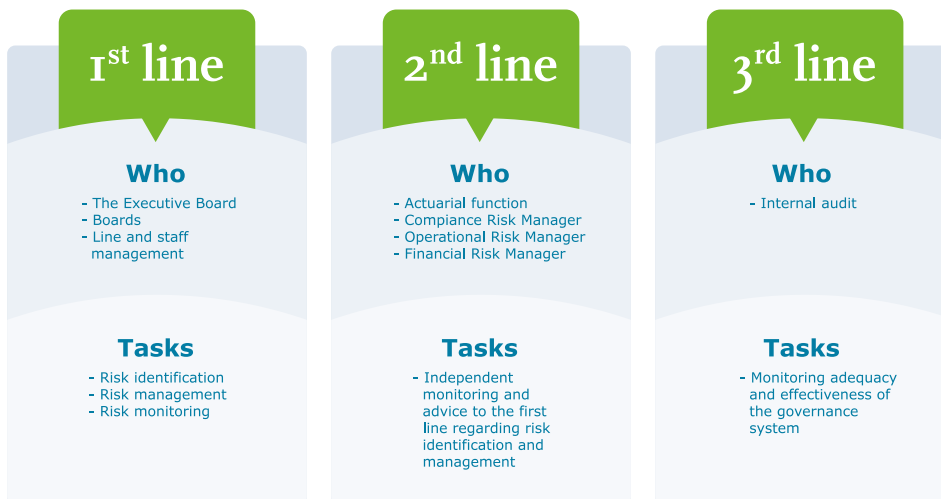 1st line
Who
- The Executive Board
- Boards
- Line and staff
management
Tasks
- Risk identification
- Risk management
- Risk monitoring
2nd line
Who
- Actuarial function
- Compiance Risk Manager
- Operational Risk Manager
- Financial Risk Manager
Tasks
- Independent
monitoring and
advice to the first
line regarding risk
identification and
management
3rd line
Who
- Internal audit
Tasks
- Monitoring adequacy
and effectiveness of
the governance
system